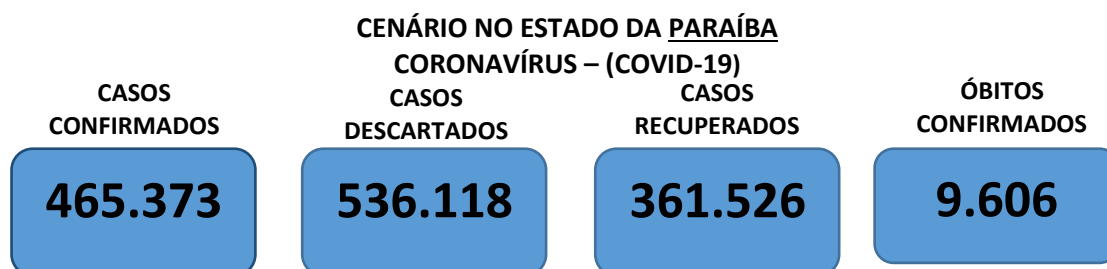 CENÁRIO NO ESTADO DA PARAÍBA
CORONAVÍRUS – (COVID-19)
CASOS
CONFIRMADOS
465.373
CASOS
DESCARTADOS
536.118
CASOS
RECUPERADOS
361.526
ÓBITOS
CONFIRMADOS
9.606